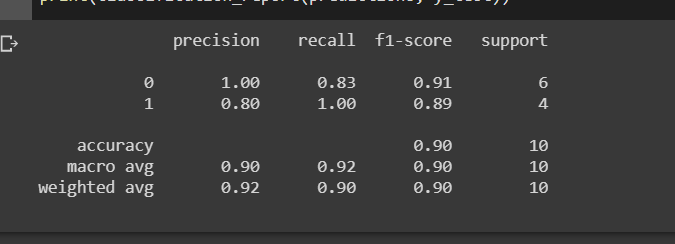 print(classification_report(predictions, y_test))
precision recall f1-score support
0 1.00 0.83 0.91 6
1 0.80 1.00 0.89 4
accuracy 0.90 10
macro avg 0.90 0.92 0.90 10
weighted avg 0.92 0.90 0.90 10